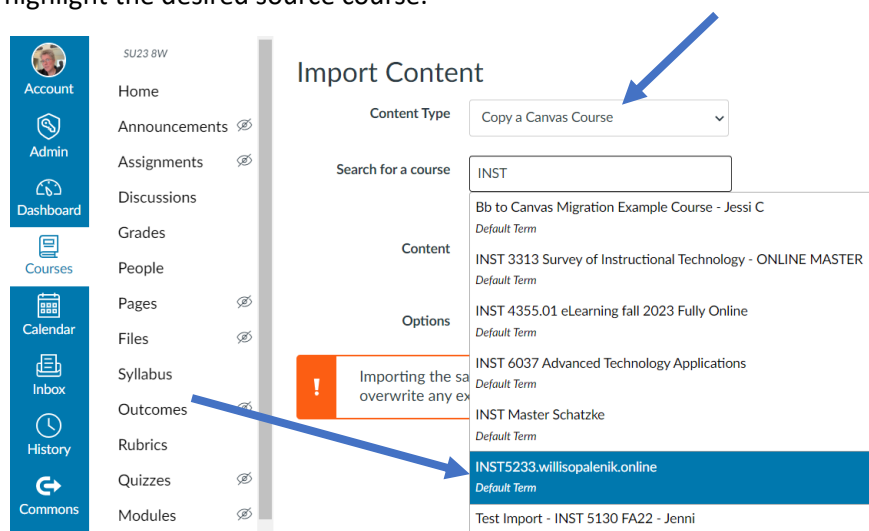 highlight the desired source course.
Account
Admin
Dashboard
Courses
Calendar
Inbox
History
Commons
SU23 8W
Home
Announcements
Assignments
Discussions
Grades
People
Pages
Files
Syllabus
Outcomes
Rubrics
Quizzes
Modules
Import Content
Content Type
Copy a Canvas Course
Search for a course
INST
Content
Options
! Importing the sa
overwrite any ex
Bb to Canvas Migration Example Course - Jessi C
Default Term
INST 3313 Survey of Instructional Technology - ONLINE MASTER
Default Term
INST 4355.01 eLearning fall 2023 Fully Online
Default Term
INST 6037 Advanced Technology Applications
Default Term
INST Master Schatzke
Default Term
INST5233.willisopalenik.online
Default Term
Test Import - INST 5130 FA22 - Jenni